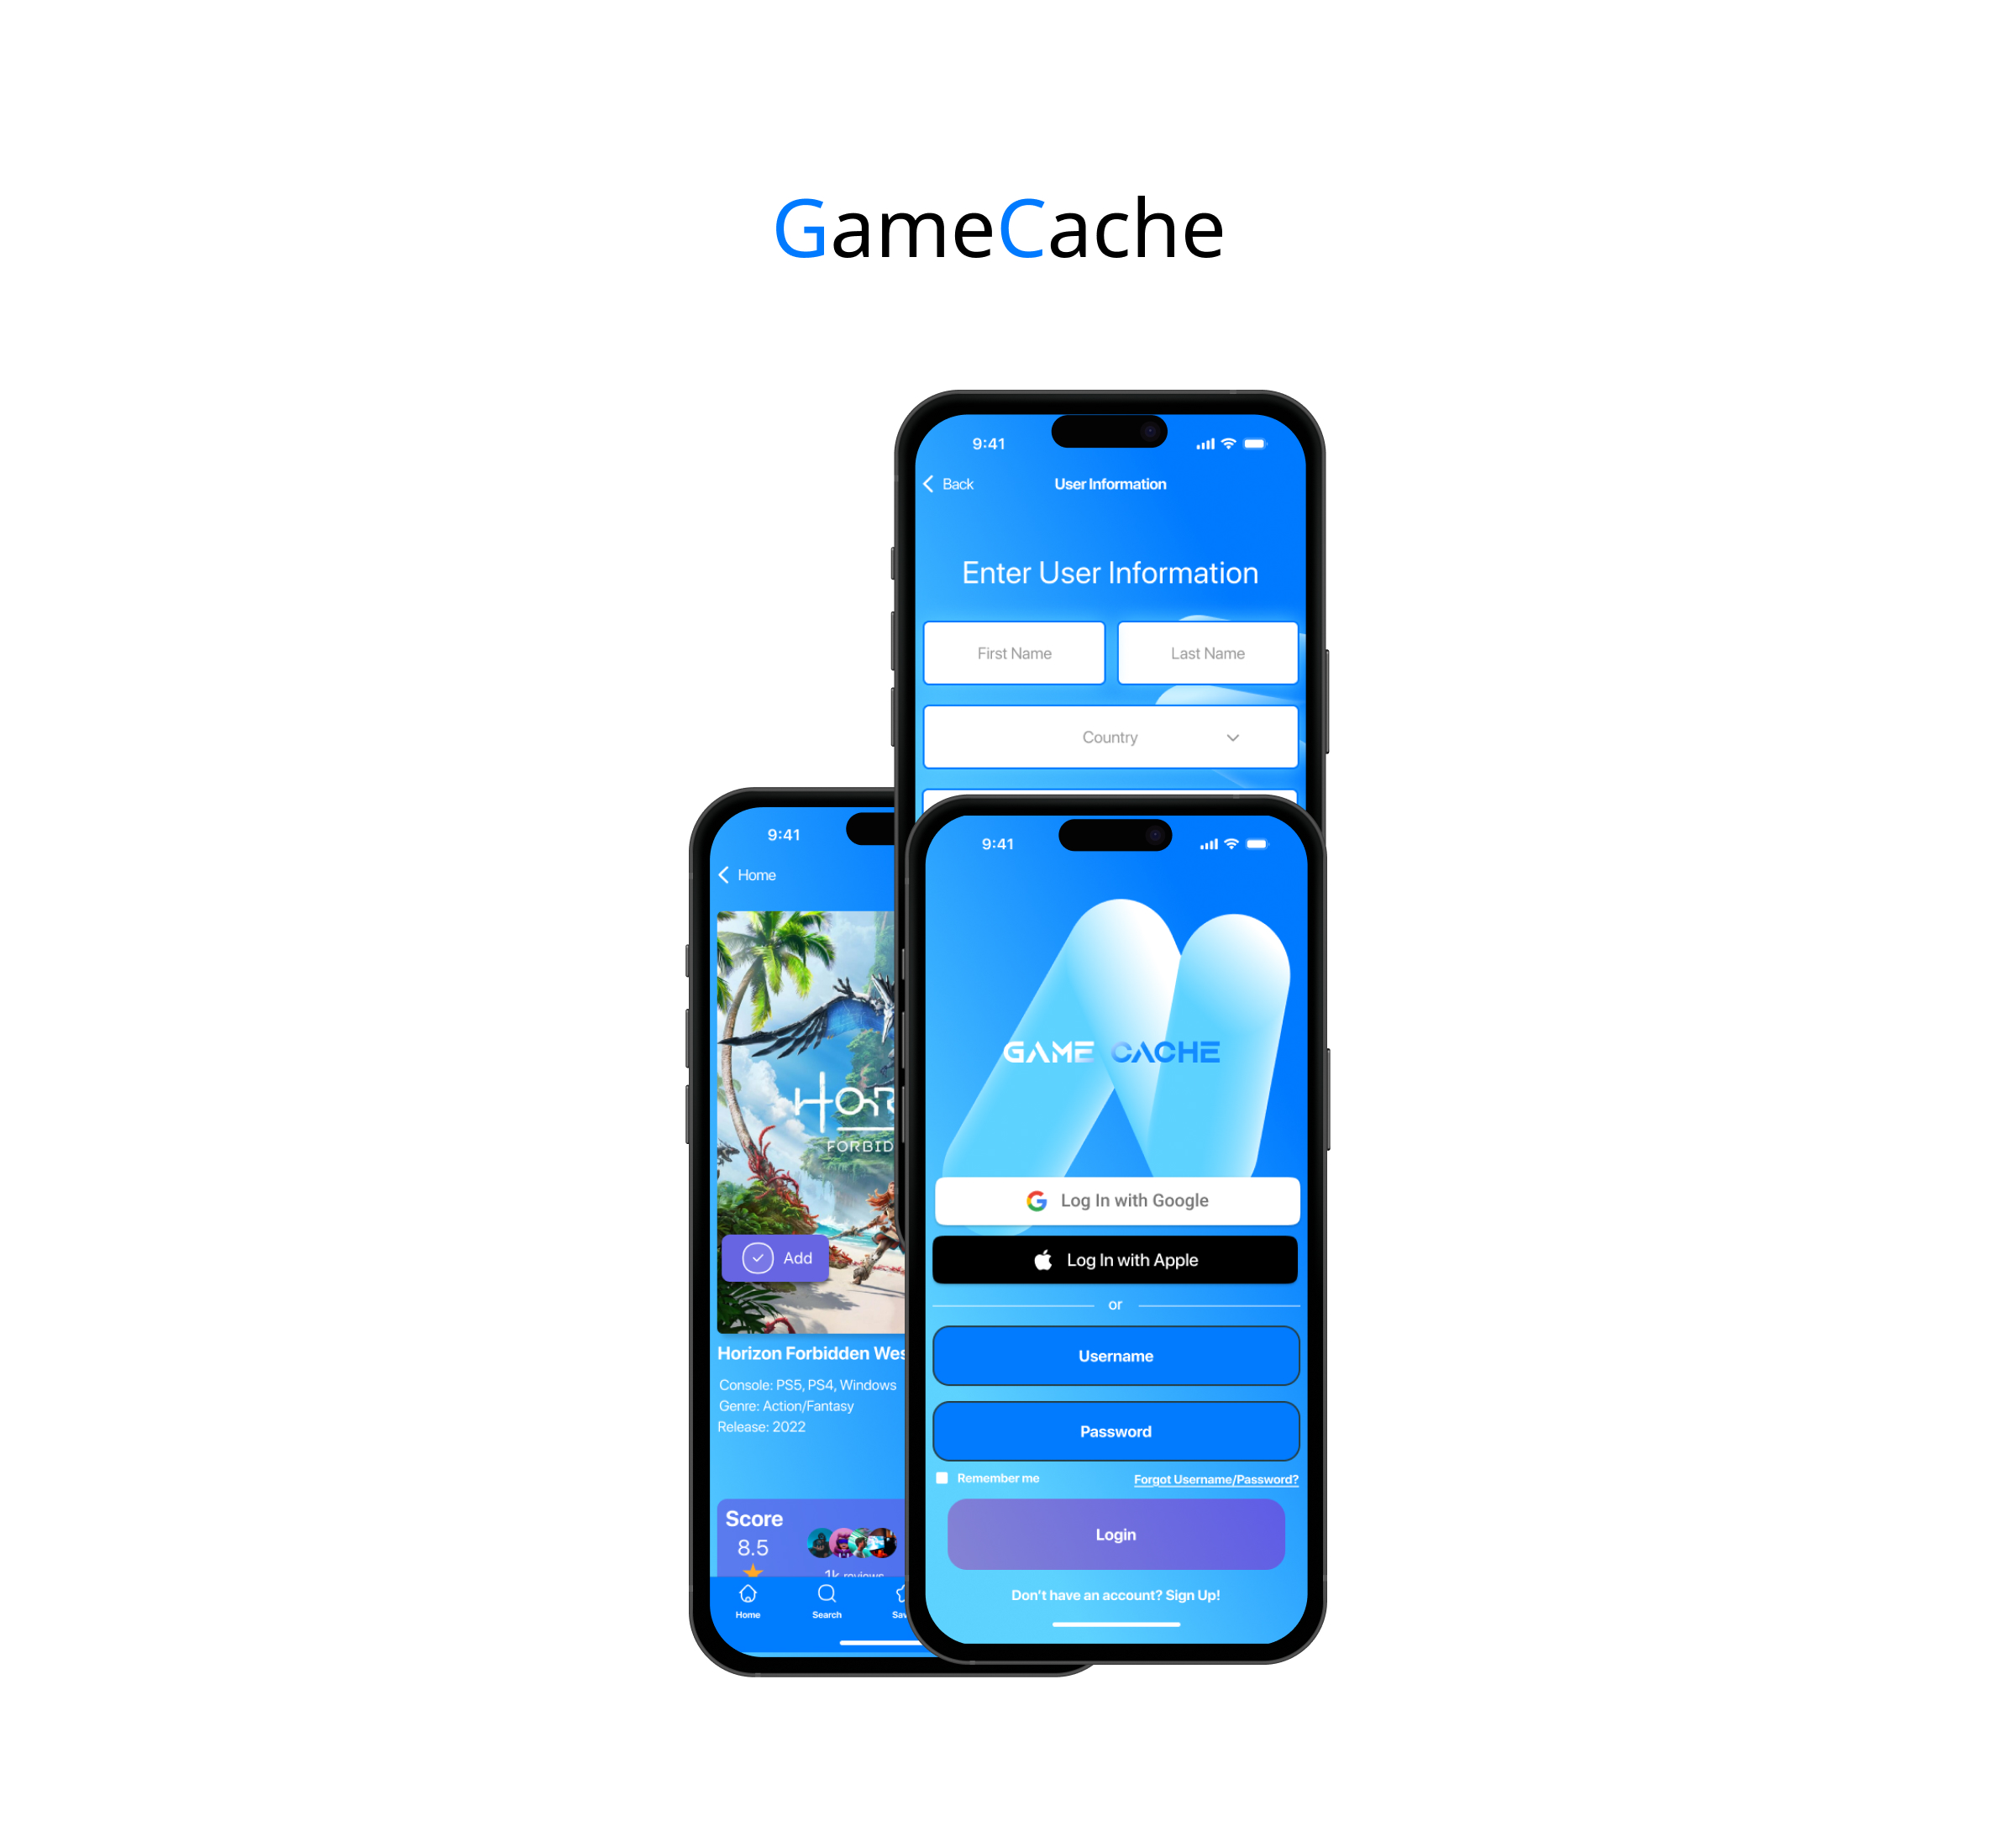 GameCache
9:41
Back
User Information
Enter User Information
First Name
Last Name
Country
9:41
Home
FORBID
Add
Horizon Forbidden Wes
Console: PS5, PS4, Windows
Genre: Action/Fantasy
Release: 2022
Score
8.5
1k reviews
Home
Search
Sav
9:41
GAME CACHE
Log In with Google
Log In with Apple
or
Username
Password
Remember me
Forgot Username/Password?
Login
Don't have an account? Sign Up!